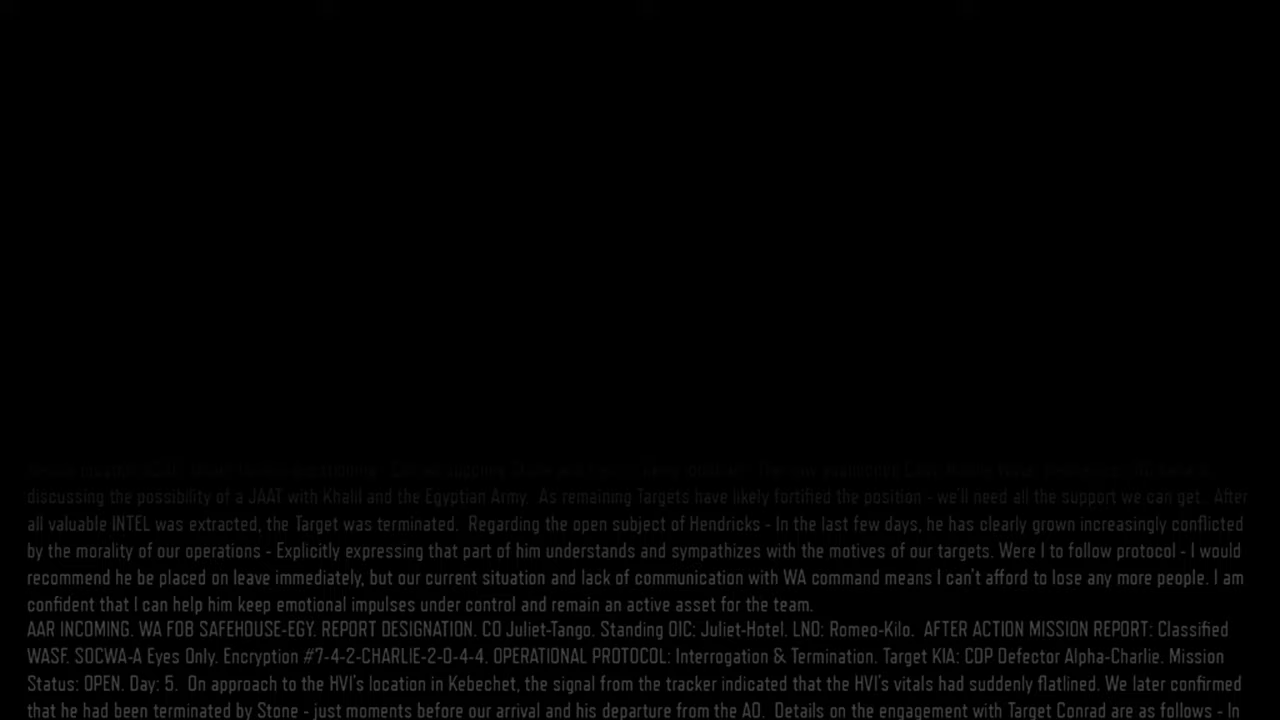 discussing the possibility of a JAAT with Khalil and the Egyptian Army.  As remaining Targets have likely fortified the position - we'll need all the support we can get.  After
all valuable INTEL was extracted, the Target was terminated.  Regarding the open subject of Hendricks - In the last few days, he has clearly grown increasingly conflicted
by the morality of our operations - Explicitly expressing that part of him understands and sympathizes with the motives of our targets. Were I to follow protocol - I would
recommend he be placed on leave immediately, but our current situation and lack of communication with WA command means I can't afford to lose any more people. I am
confident that I can help him keep emotional impulses under control and remain an active asset for the team.
AAR INCOMING. WA FOB SAFEHOUSE-EGY. REPORT DESIGNATION. CO Juliet-Tango. Standing OIC: Juliet-Hotel. LNO: Romeo-Kilo.  AFTER ACTION MISSION REPORT: Classified
WASF. SOCWA-A Eyes Only. Encryption #7-4-2-CHARLIE-2-0-4-4. OPERATIONAL PROTOCOL: Interrogation & Termination. Target KIA: CDP Defector Alpha-Charlie. Mission
Status: OPEN. Day: 5.  On approach to the HVI's location in Kebechet, the signal from the tracker indicated that the HVI's vitals had suddenly flatlined. We later confirmed
that he had been terminated by Stone - just moments before our arrival and his departure from the AO.  Details on the engagement with Target Conrad are as follows - In